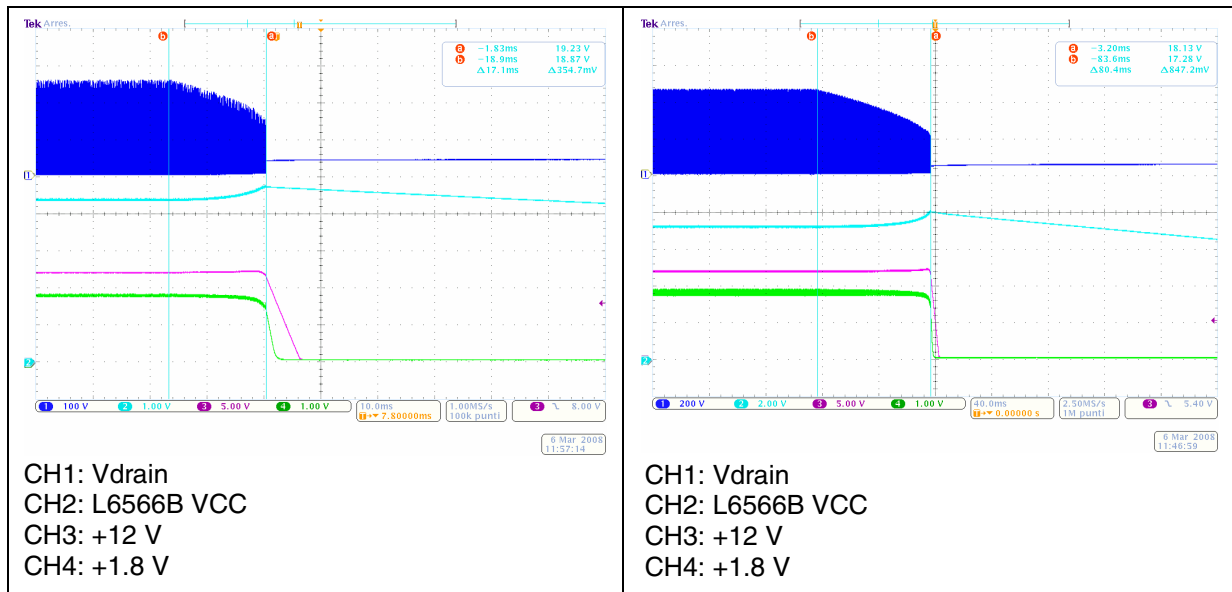 Tek Arres.
b
a
a −1.83ms 19.23 V
b −18.9ms 18.87 V
Δ17.1ms Δ354.7mV
1
2
1 100 V 2 1.00 V 3 5.00 V 4 1.00 V
10.0ms
T→▾ 7.80000ms
1.00MS/s
100k punti
3 8.00 V
6 Mar 2008
11:57:14
CH1: Vdrain
CH2: L6566B VCC
CH3: +12 V
CH4: +1.8 V
Tek Arres.
b
a
a −3.20ms 18.13 V
b −83.6ms 17.28 V
Δ80.4ms Δ847.2mV
1
2
1 200 V 2 2.00 V 3 5.00 V 4 1.00 V
40.0ms
T→▾ 0.00000 s
2.50MS/s
1M punti
3 5.40 V
6 Mar 2008
11:46:59
CH1: Vdrain
CH2: L6566B VCC
CH3: +12 V
CH4: +1.8 V